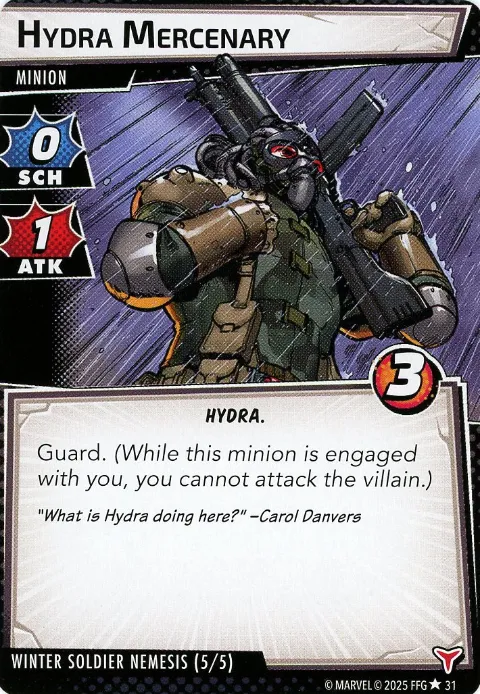 HYDRA MERCENARY
MINION
0
SCH
1
ATK
3
HYDRA.
Guard. (While this minion is engaged
with you, you cannot attack the villain.)
"What is Hydra doing here?" –Carol Danvers
WINTER SOLDIER NEMESIS (5/5)
© MARVEL © 2025 FFG ★ 31